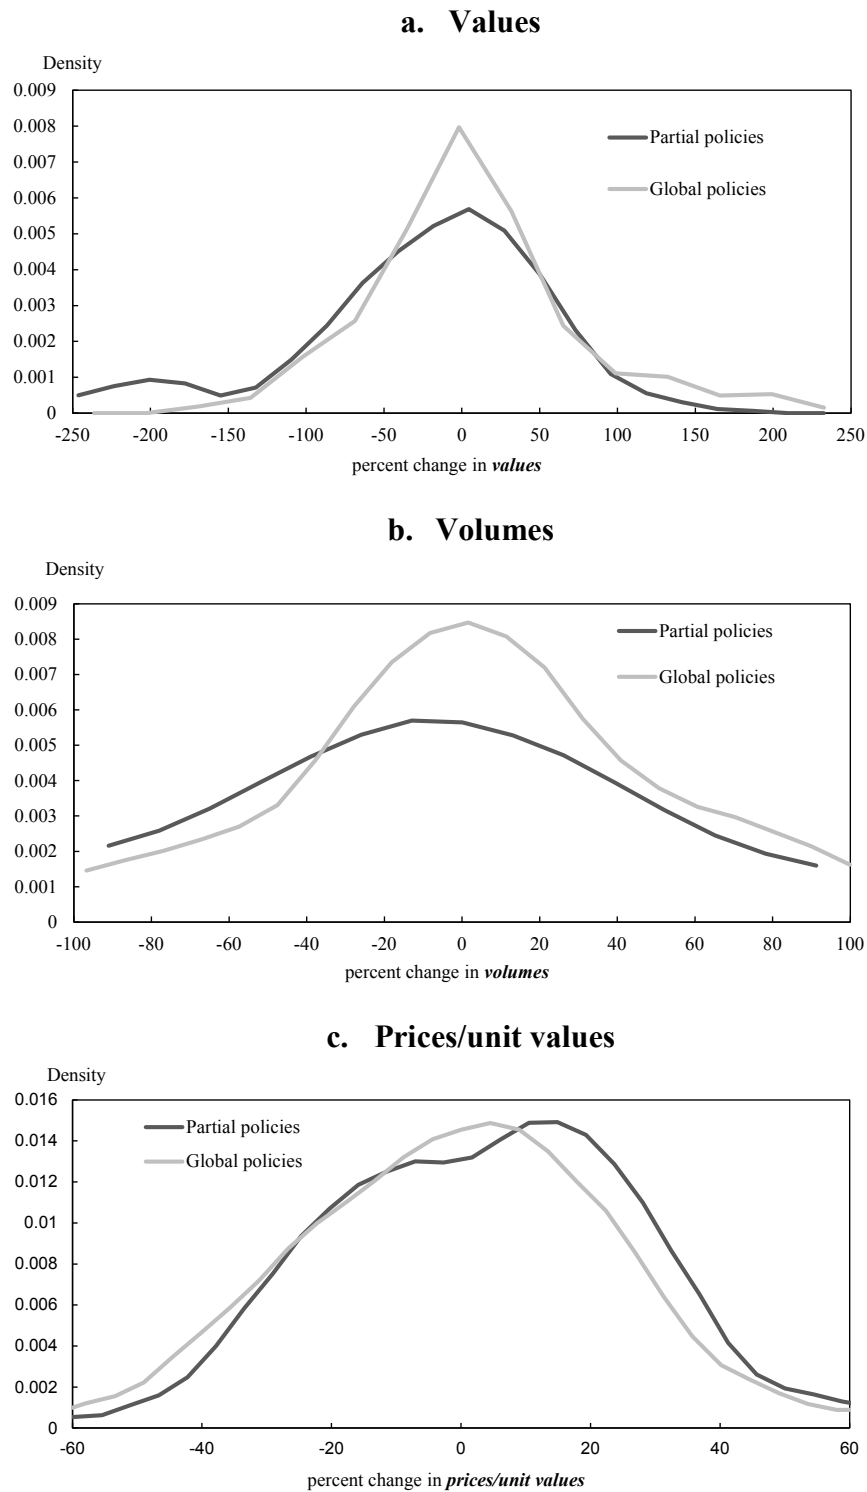 a. Values
Density
0.009
0.008
0.007
0.006
0.005
0.004
0.003
0.002
0.001
0
Partial policies
Global policies
-250 -200 -150 -100 -50 0 50 100 150 200 250
percent change in values
b. Volumes
Density
0.009
0.008
0.007
0.006
0.005
0.004
0.003
0.002
0.001
0
Partial policies
Global policies
-100 -80 -60 -40 -20 0 20 40 60 80 100
percent change in volumes
c. Prices/unit values
Density
0.016
0.014
0.012
0.01
0.008
0.006
0.004
0.002
0
Partial policies
Global policies
-60 -40 -20 0 20 40 60
percent change in prices/unit values